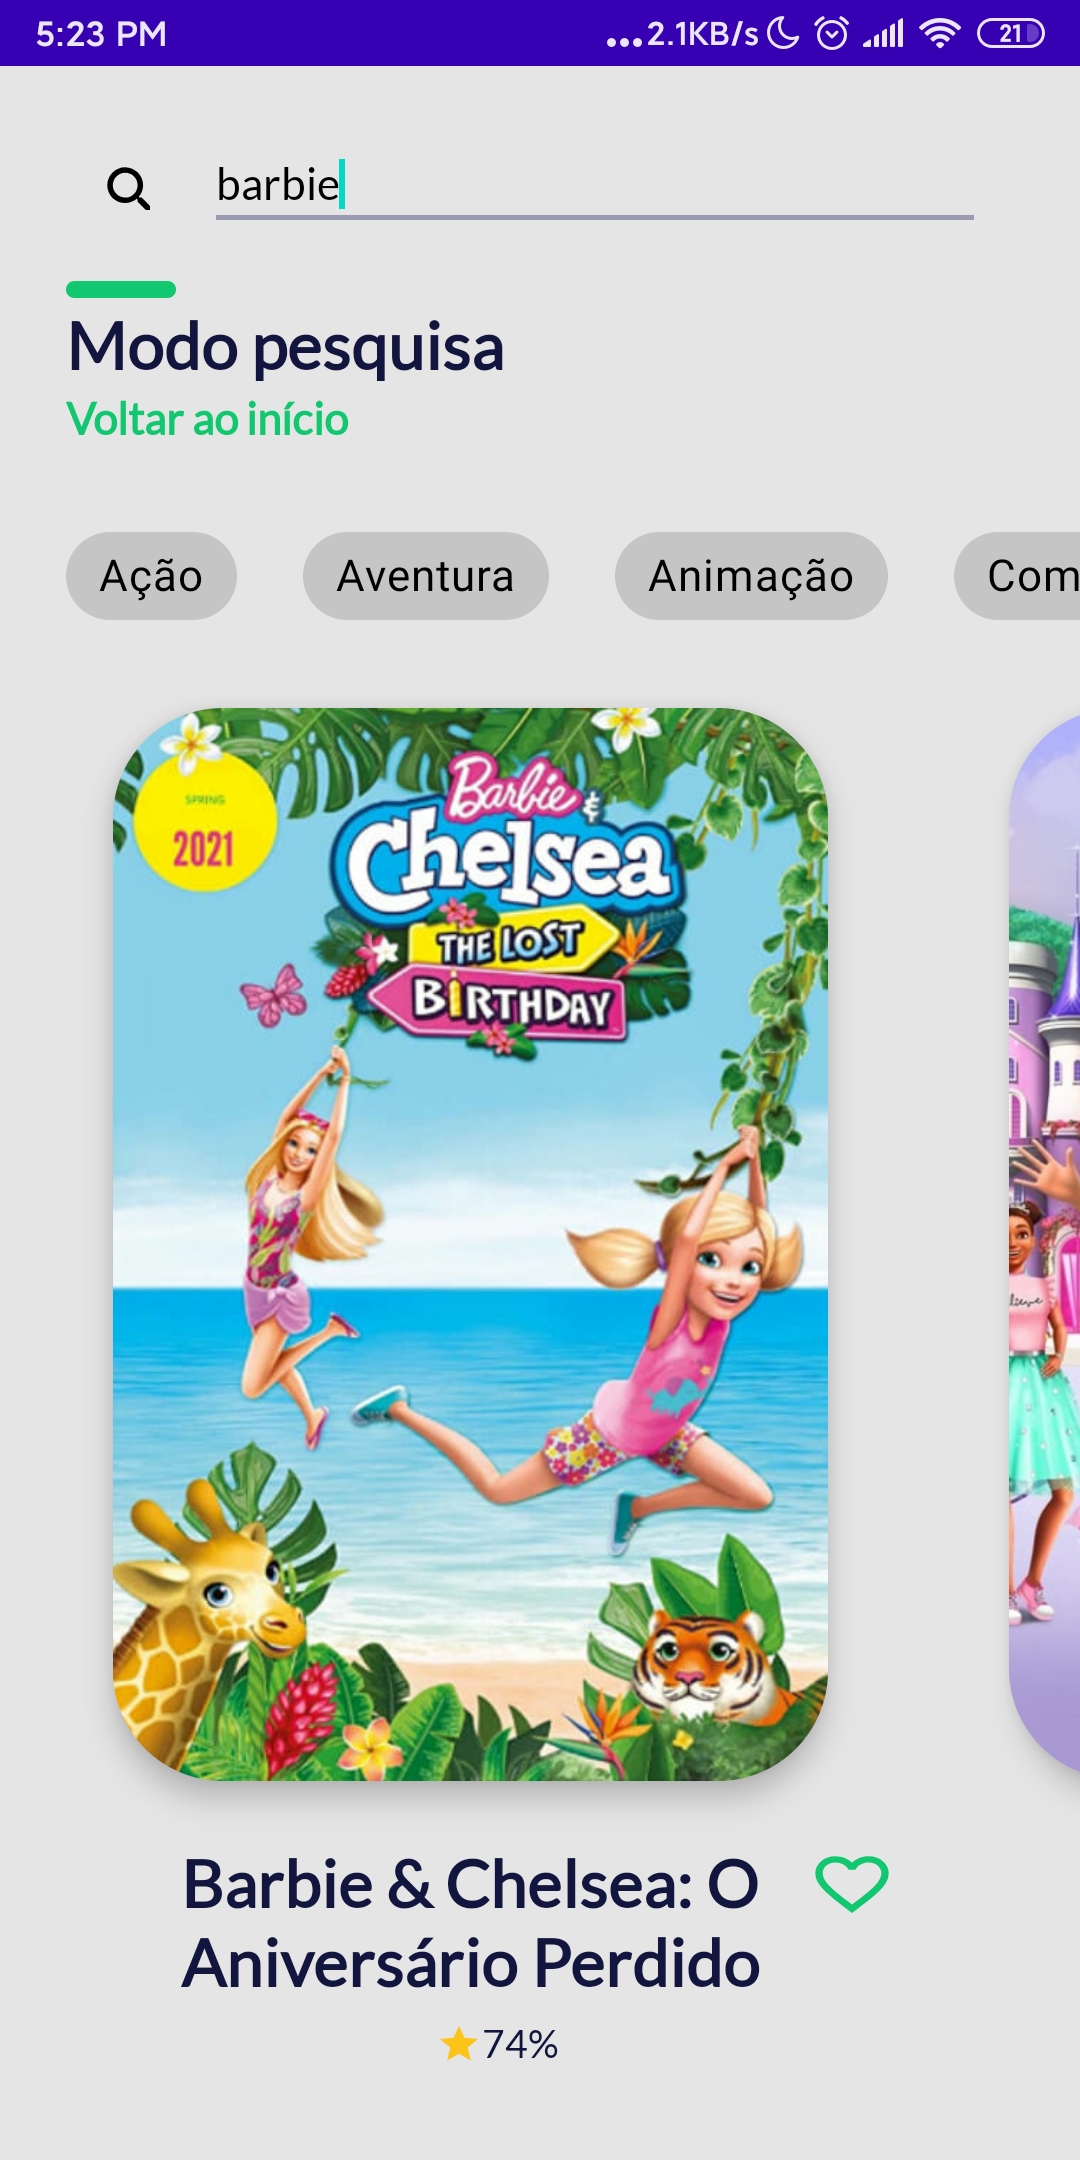 5:23 PM
...2.1KB/s
21
barbie
Modo pesquisa
Voltar ao início
Ação
Aventura
Animação
Com
SPRING
2021
Barbie &
Chelsea
THE LOST
BIRTHDAY
Barbie & Chelsea: O
Aniversário Perdido
74%